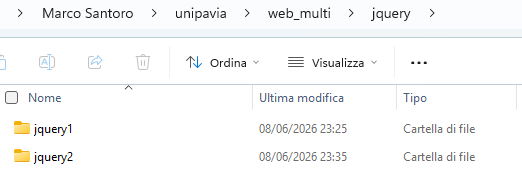 Marco Santoro > unipavia > web_multi > jquery >
Ordina Visualizza ...
Nome Ultima modifica Tipo
jquery1 08/06/2026 23:25 Cartella di file
jquery2 08/06/2026 23:35 Cartella di file